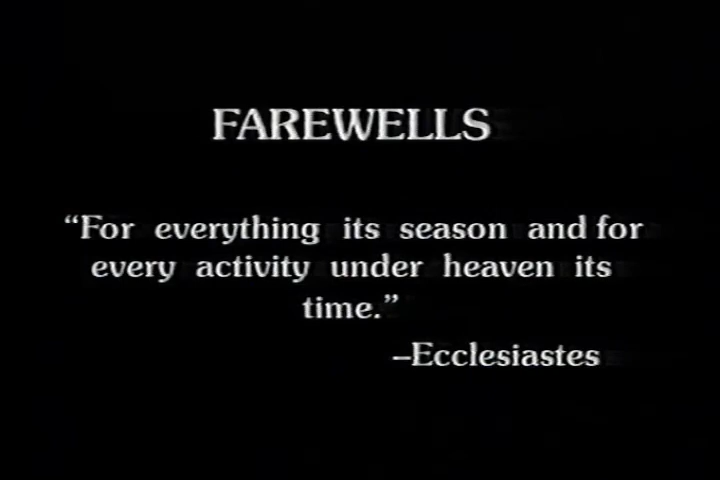 FAREWELLS
“For everything its season and for
every activity under heaven its
time.”
–Ecclesiastes